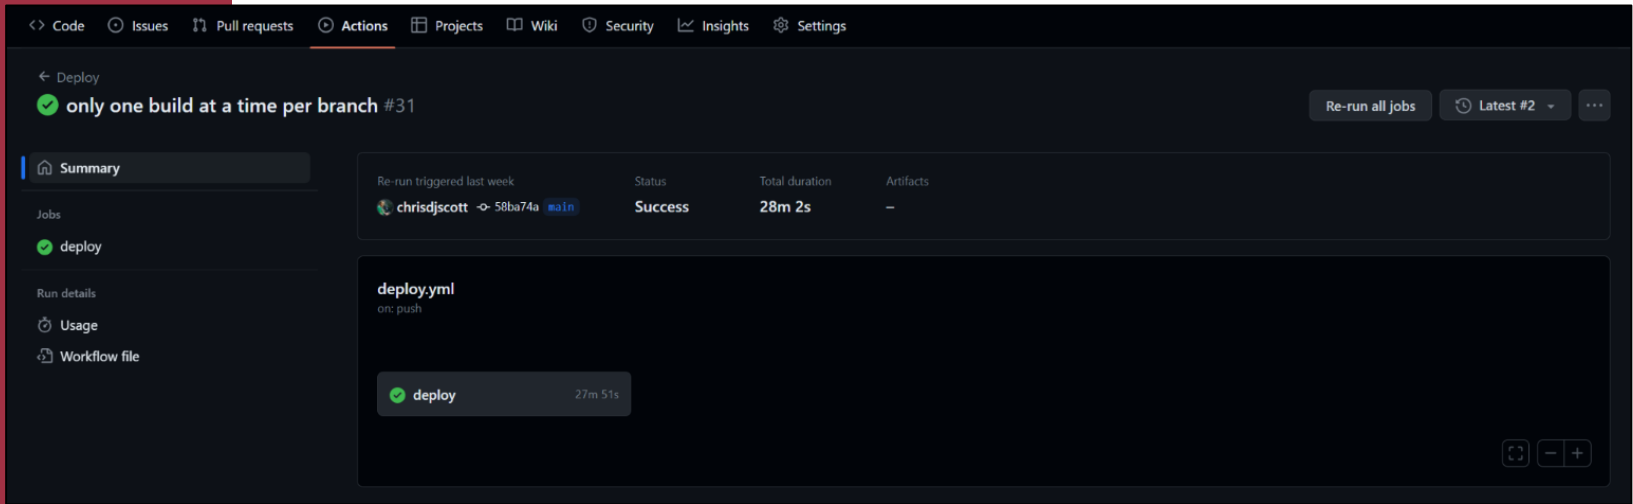 Code Issues Pull requests Actions Projects Wiki Security Insights Settings
Deploy
only one build at a time per branch #31
Re-run all jobs
Latest #2
Summary
Jobs
deploy
Run details
Usage
Workflow file
Re-run triggered last week
chrisdjscott 58ba74a main
Status
Success
Total duration
28m 2s
Artifacts
–
deploy.yml
on: push
deploy 27m 51s